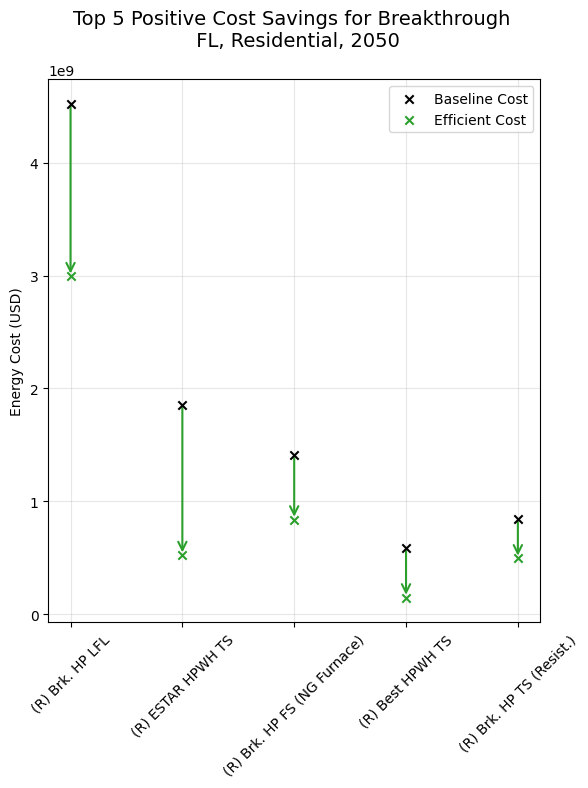 Top 5 Positive Cost Savings for Breakthrough
FL, Residential, 2050
1e9
Baseline Cost
Efficient Cost
4
3
2
1
0
Energy Cost (USD)
(R) Brk. HP LFL
(R) ESTAR HPWH TS
(R) Brk. HP FS (NG Furnace)
(R) Best HPWH TS
(R) Brk. HP TS (Resist.)